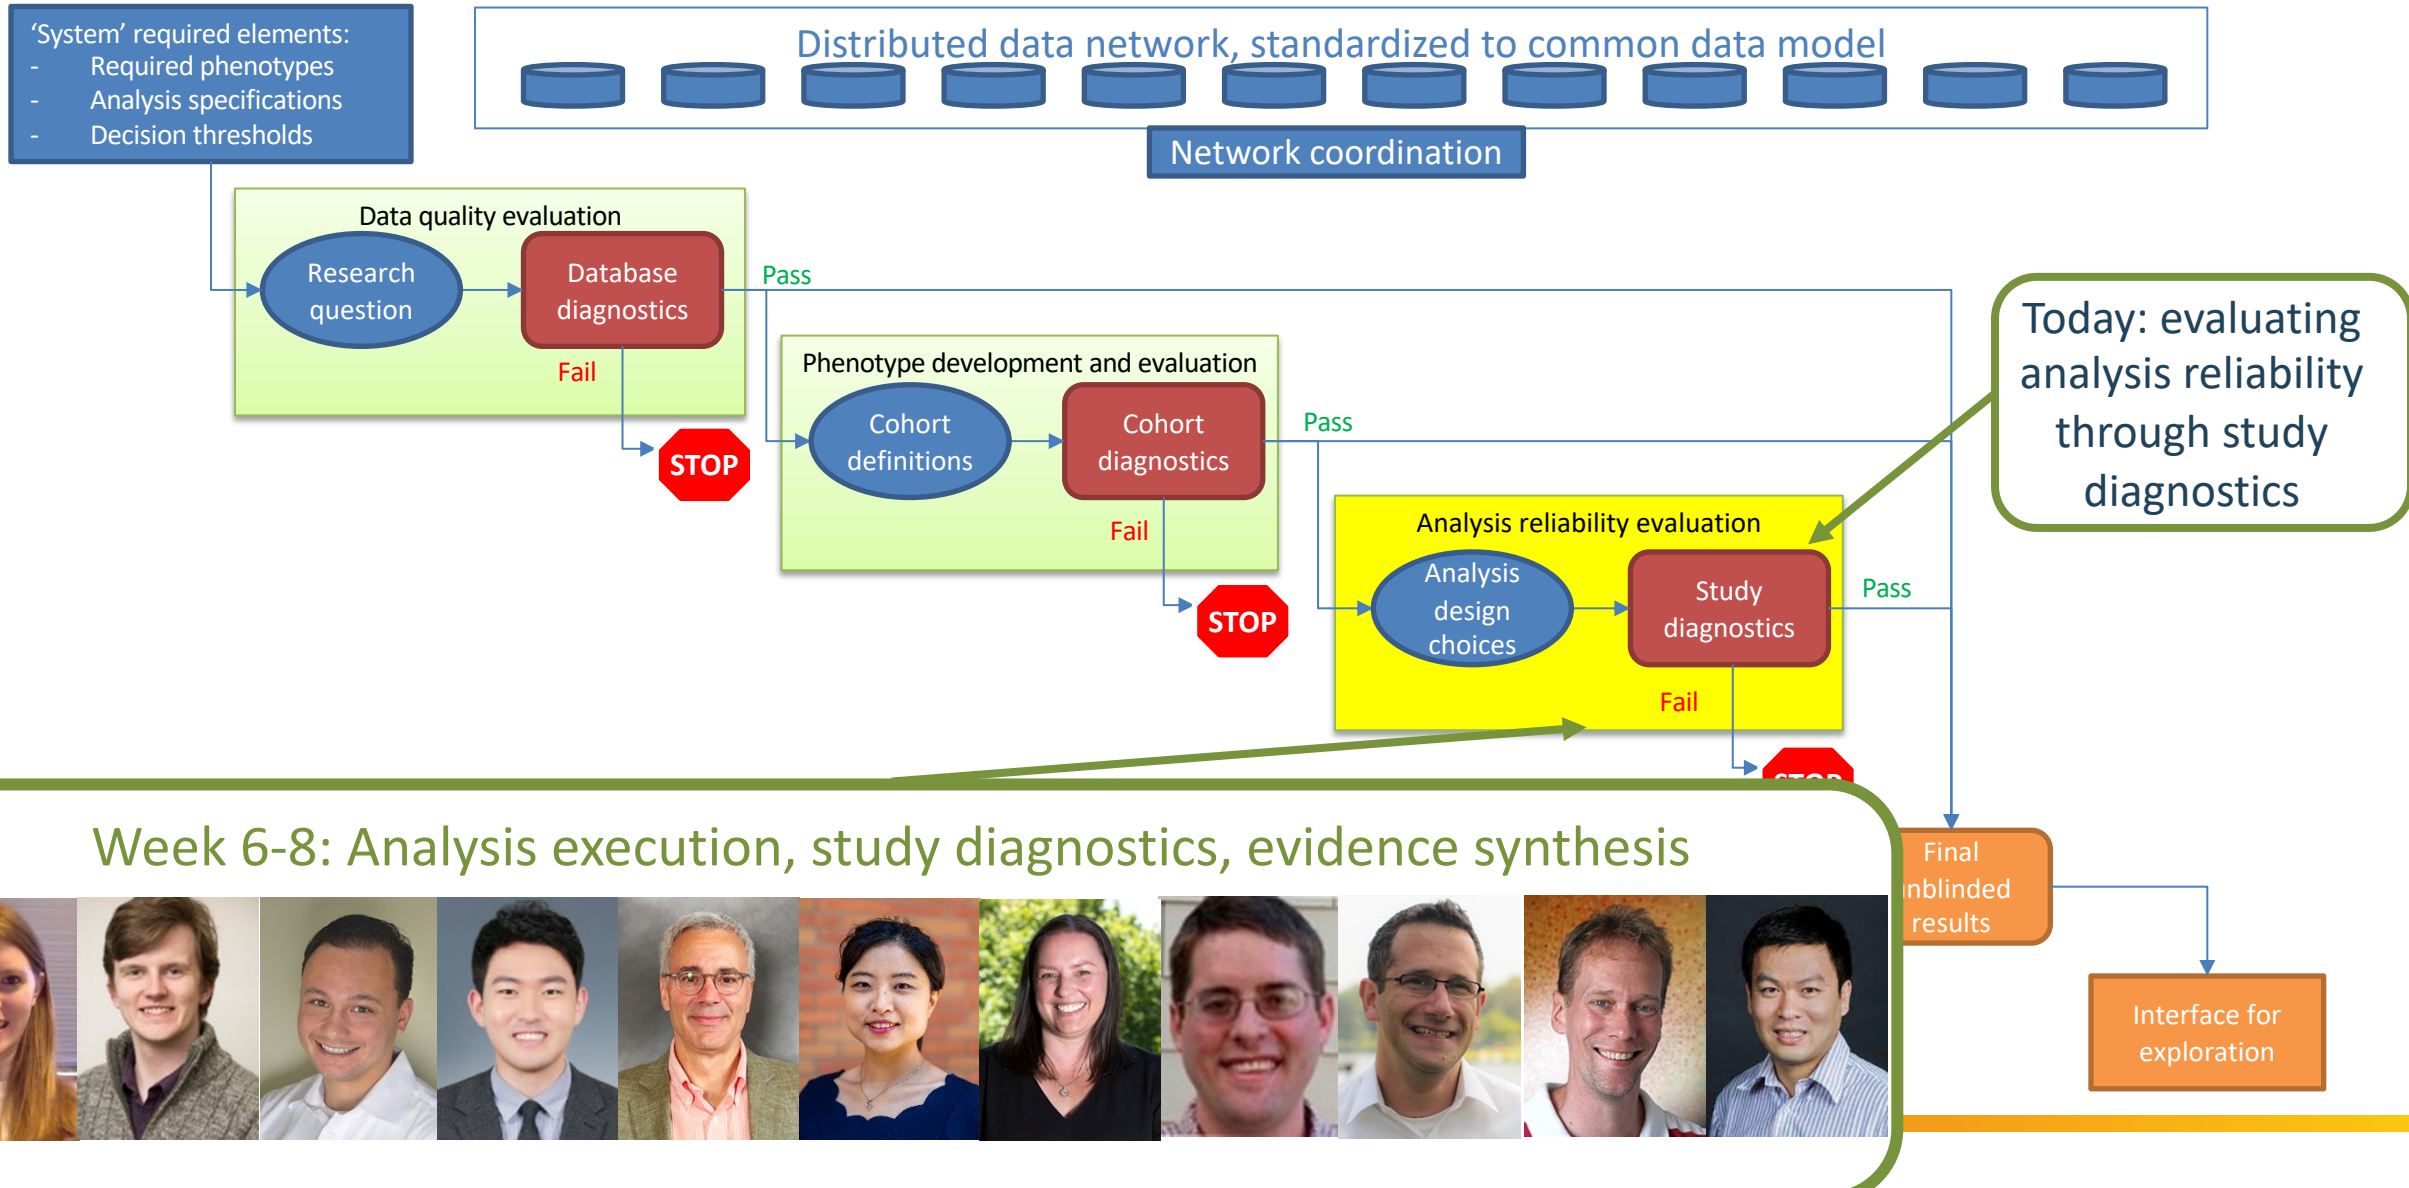 ‘System’ required elements:
- Required phenotypes
- Analysis specifications
- Decision thresholds
Distributed data network, standardized to common data model
Network coordination
Data quality evaluation
Research
question
Database
diagnostics
Pass
Fail
STOP
Phenotype development and evaluation
Cohort
definitions
Cohort
diagnostics
Pass
Fail
STOP
Analysis reliability evaluation
Analysis
design
choices
Study
diagnostics
Pass
Fail
STOP
Today: evaluating
analysis reliability
through study
diagnostics
Week 6-8: Analysis execution, study diagnostics, evidence synthesis
Final
unblinded
results
Interface for
exploration